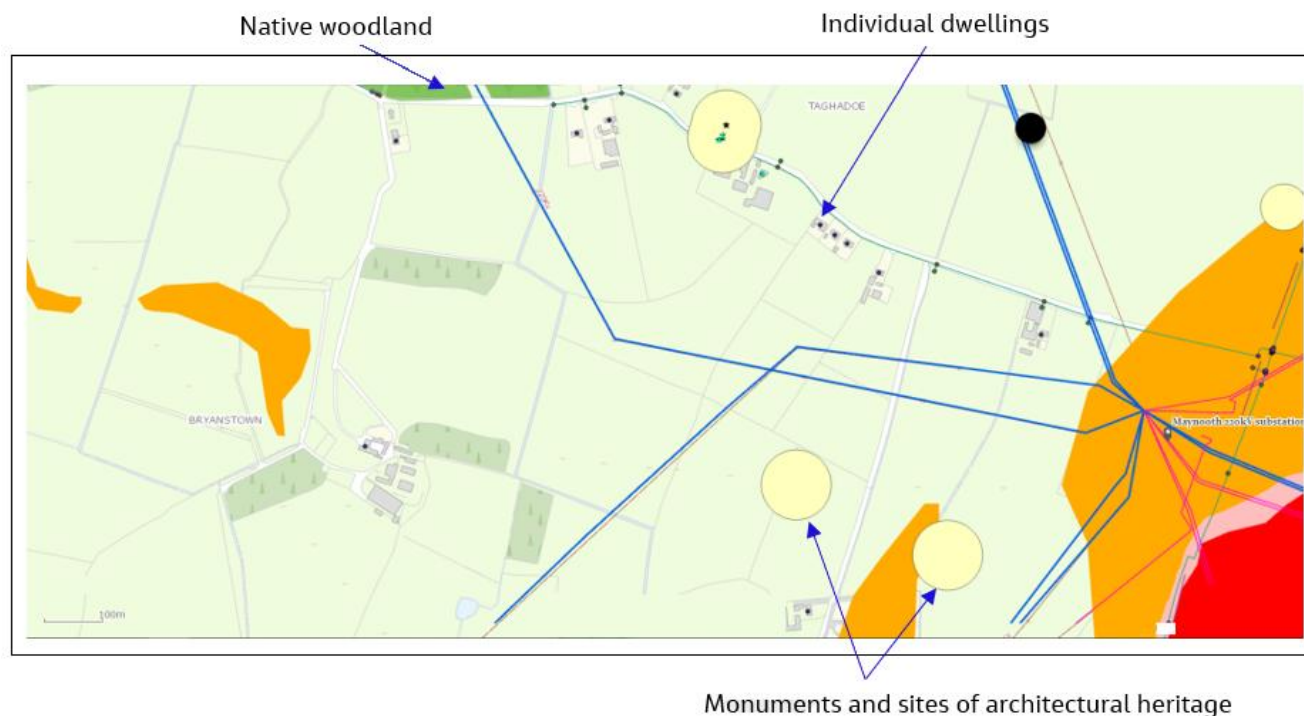 Native woodland
Individual dwellings
TAGHADOE
BRYANSTOWN
Maynooth 220kV substation
100m
Monuments and sites of architectural heritage